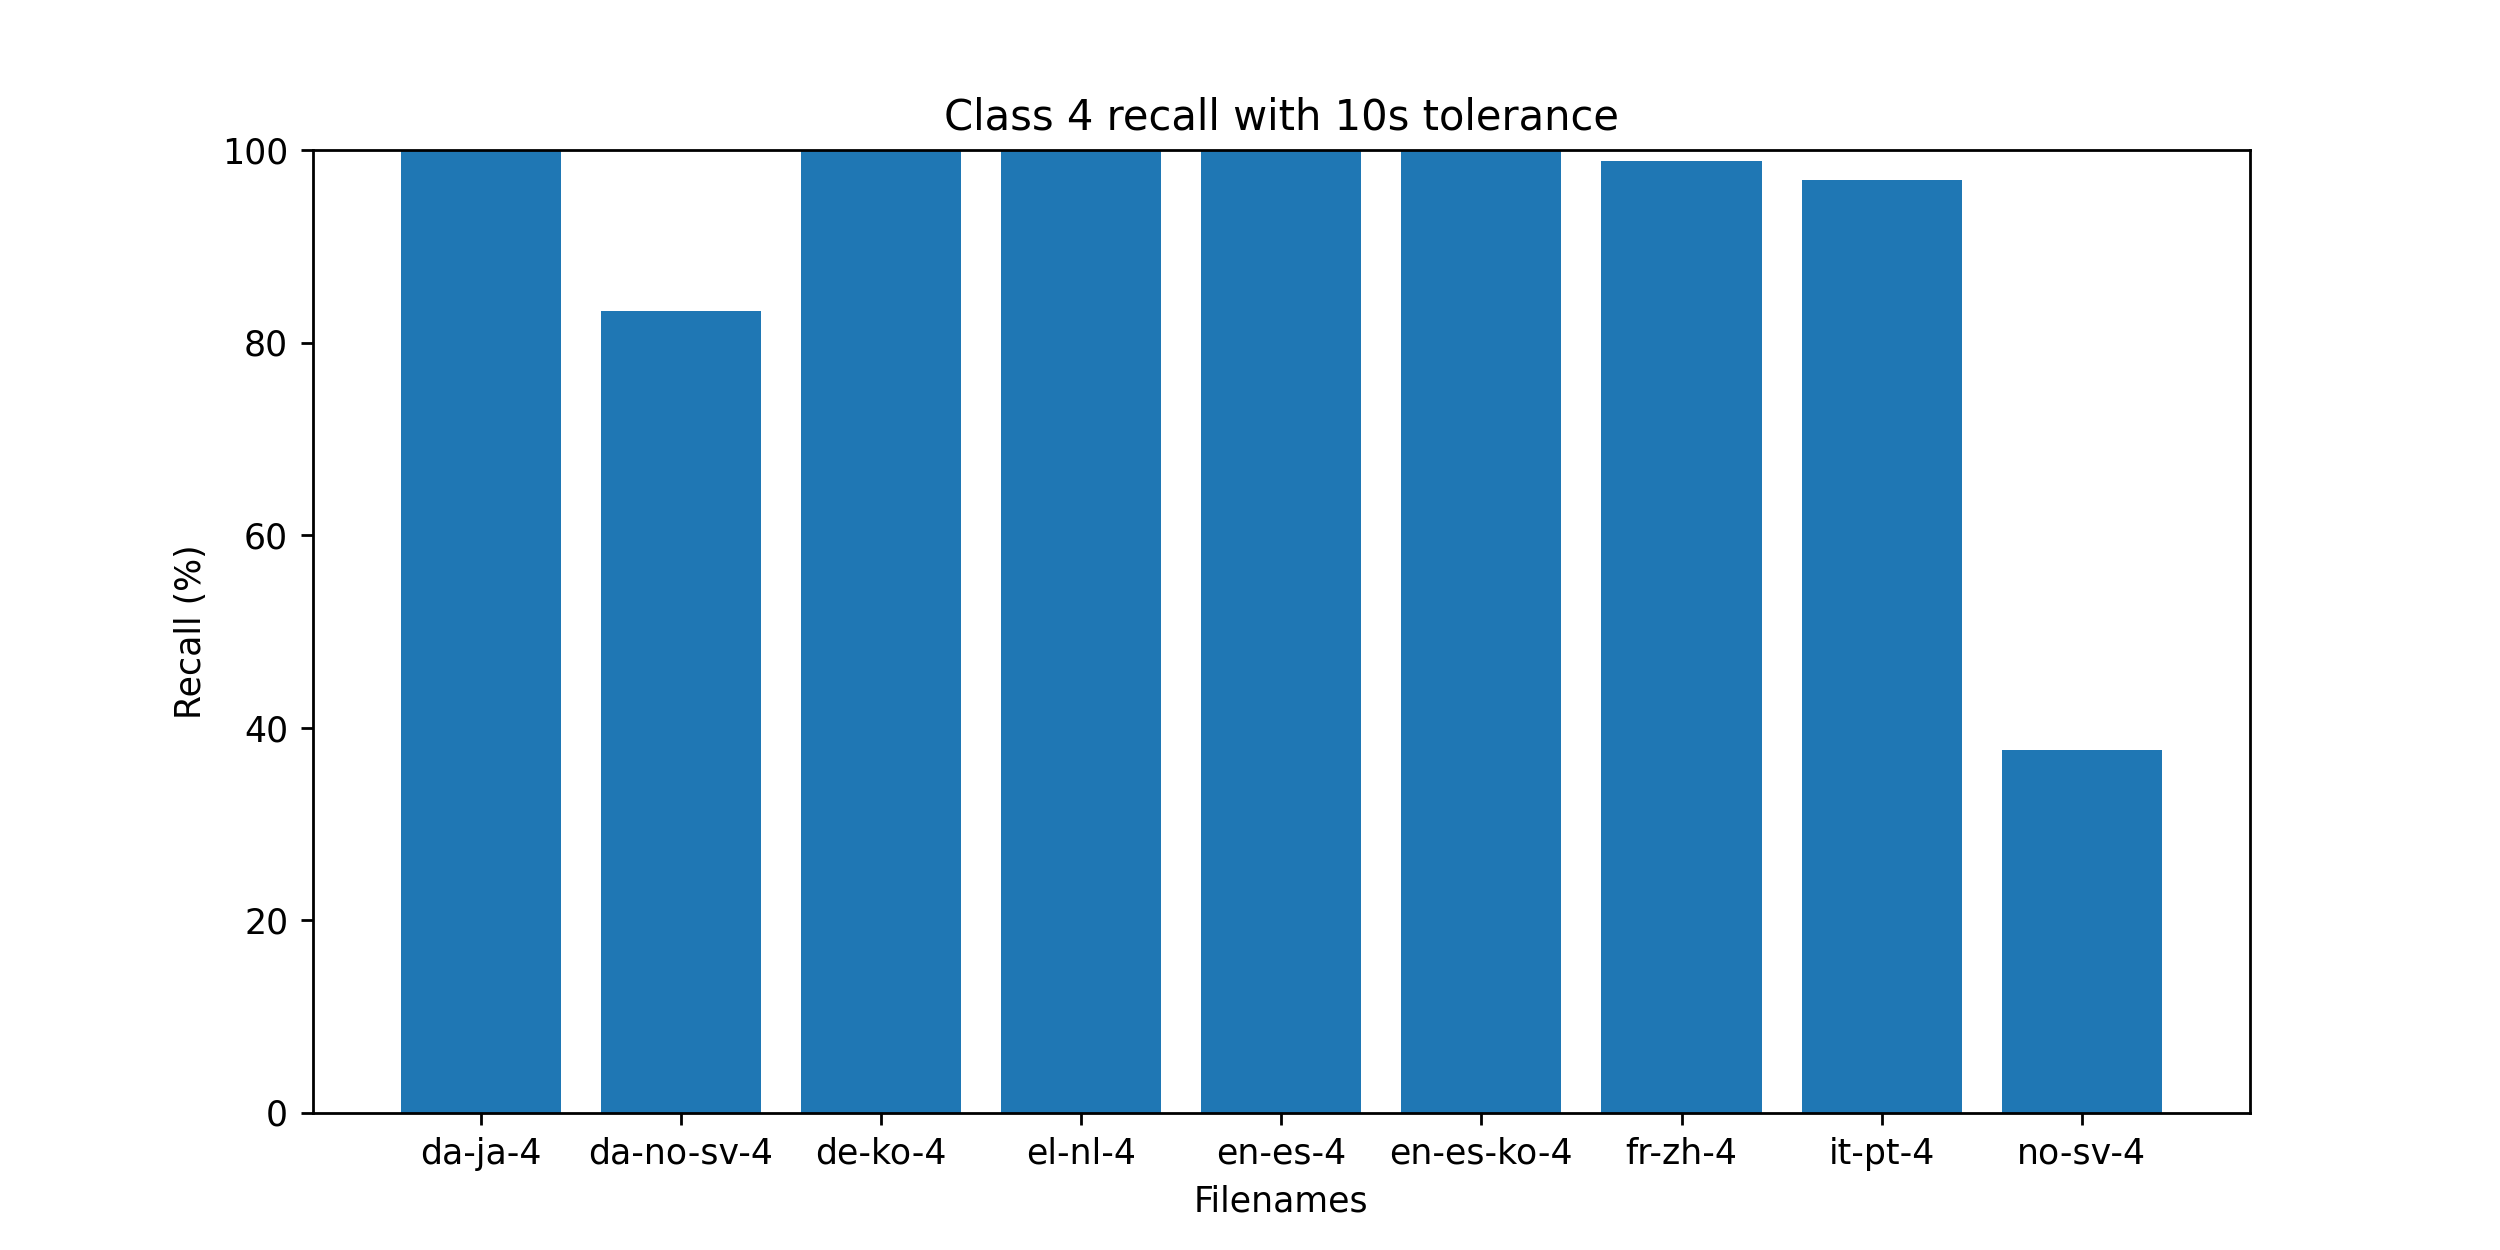 Class 4 recall with 10s tolerance
Recall (%)
100
80
60
40
20
0
da-ja-4 da-no-sv-4 de-ko-4 el-nl-4 en-es-4 en-es-ko-4 fr-zh-4 it-pt-4 no-sv-4
Filenames